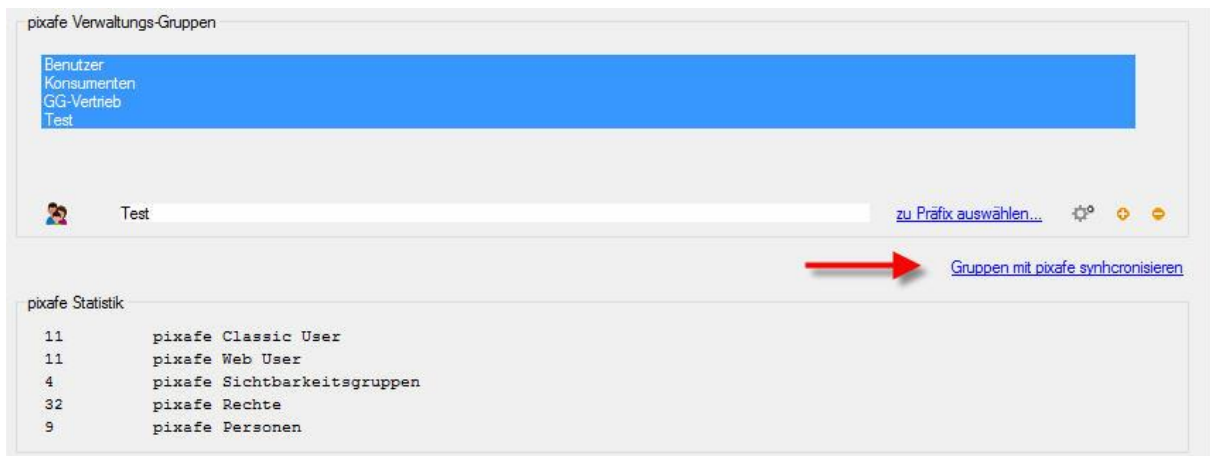 pixafe Verwaltungs-Gruppen
Benutzer
Konsumenten
GG-Vertrieb
Test
Test zu Präfix auswählen...
Gruppen mit pixafe synhcronisieren
pixafe Statistik
11 pixafe Classic User
11 pixafe Web User
4 pixafe Sichtbarkeitsgruppen
32 pixafe Rechte
9 pixafe Personen